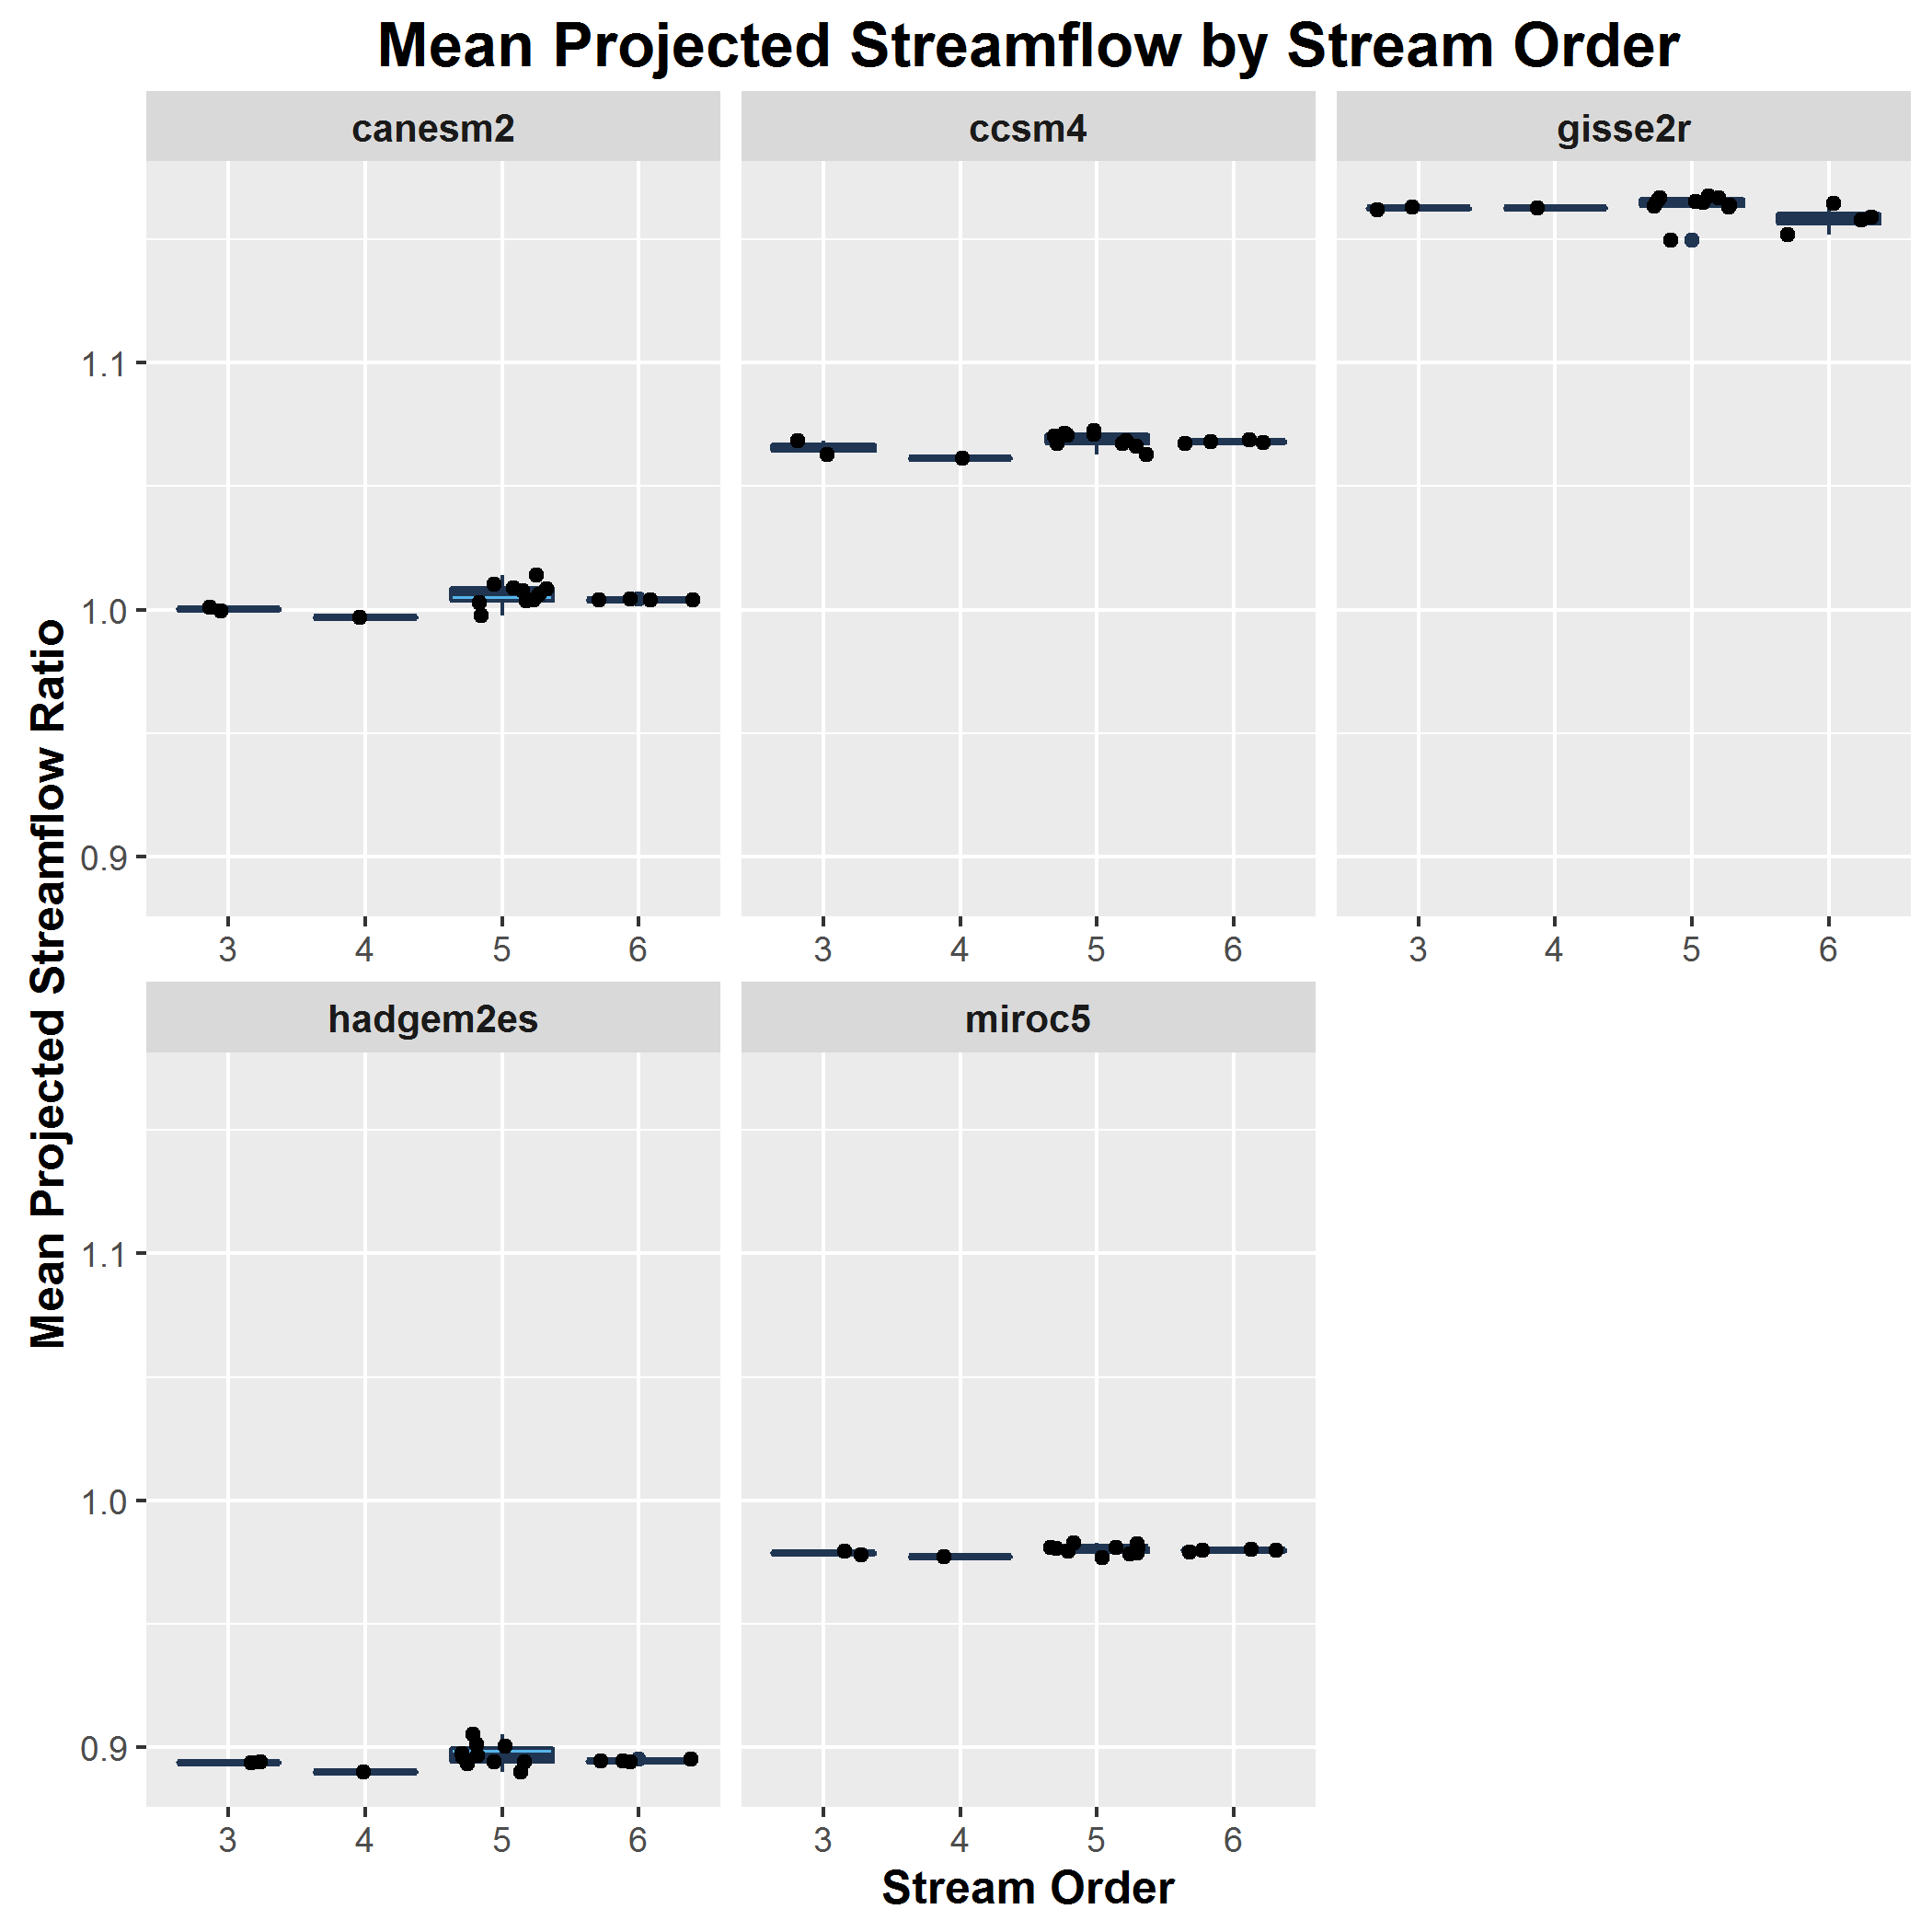 Mean Projected Streamflow by Stream Order
canesm2
ccsm4
gisse2r
1.1
1.0
0.9
3 4 5 6
3 4 5 6
3 4 5 6
Mean Projected Streamflow Ratio
hadgem2es
miroc5
1.1
1.0
0.9
3 4 5 6
3 4 5 6
Stream Order